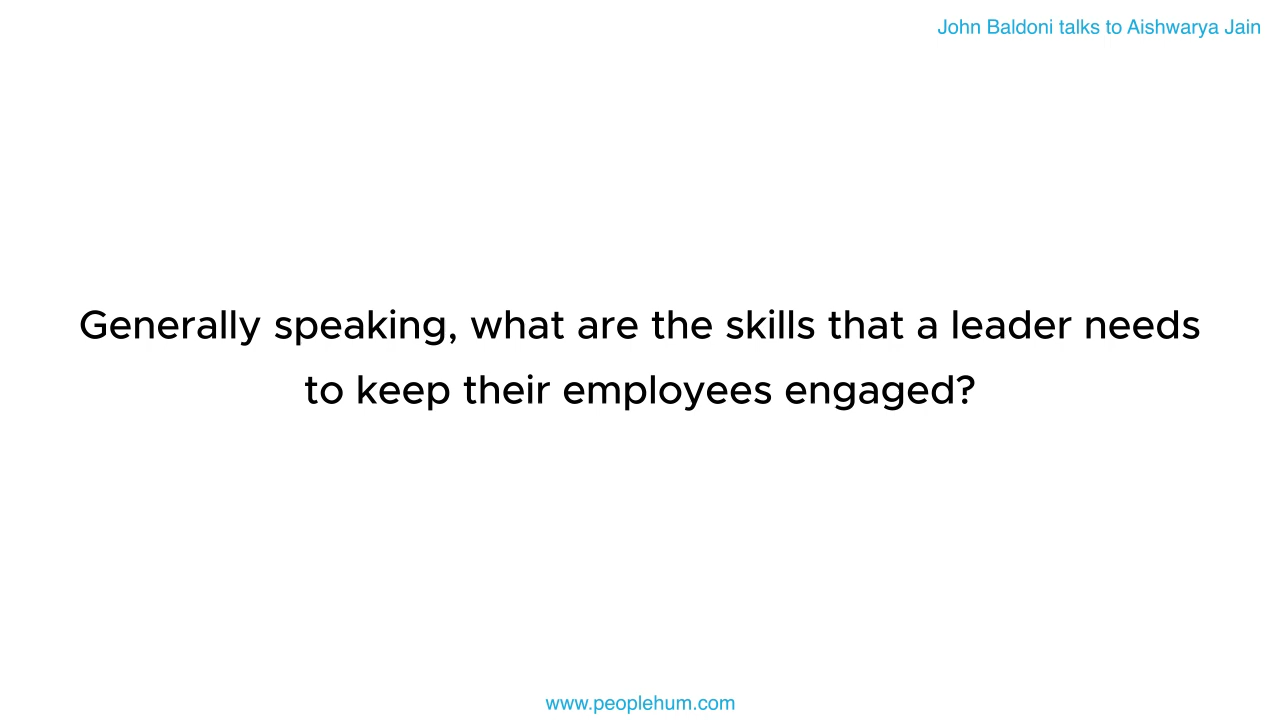 John Baldoni talks to Aishwarya Jain
Generally speaking, what are the skills that a leader needs
to keep their employees engaged?
www.peoplehum.com